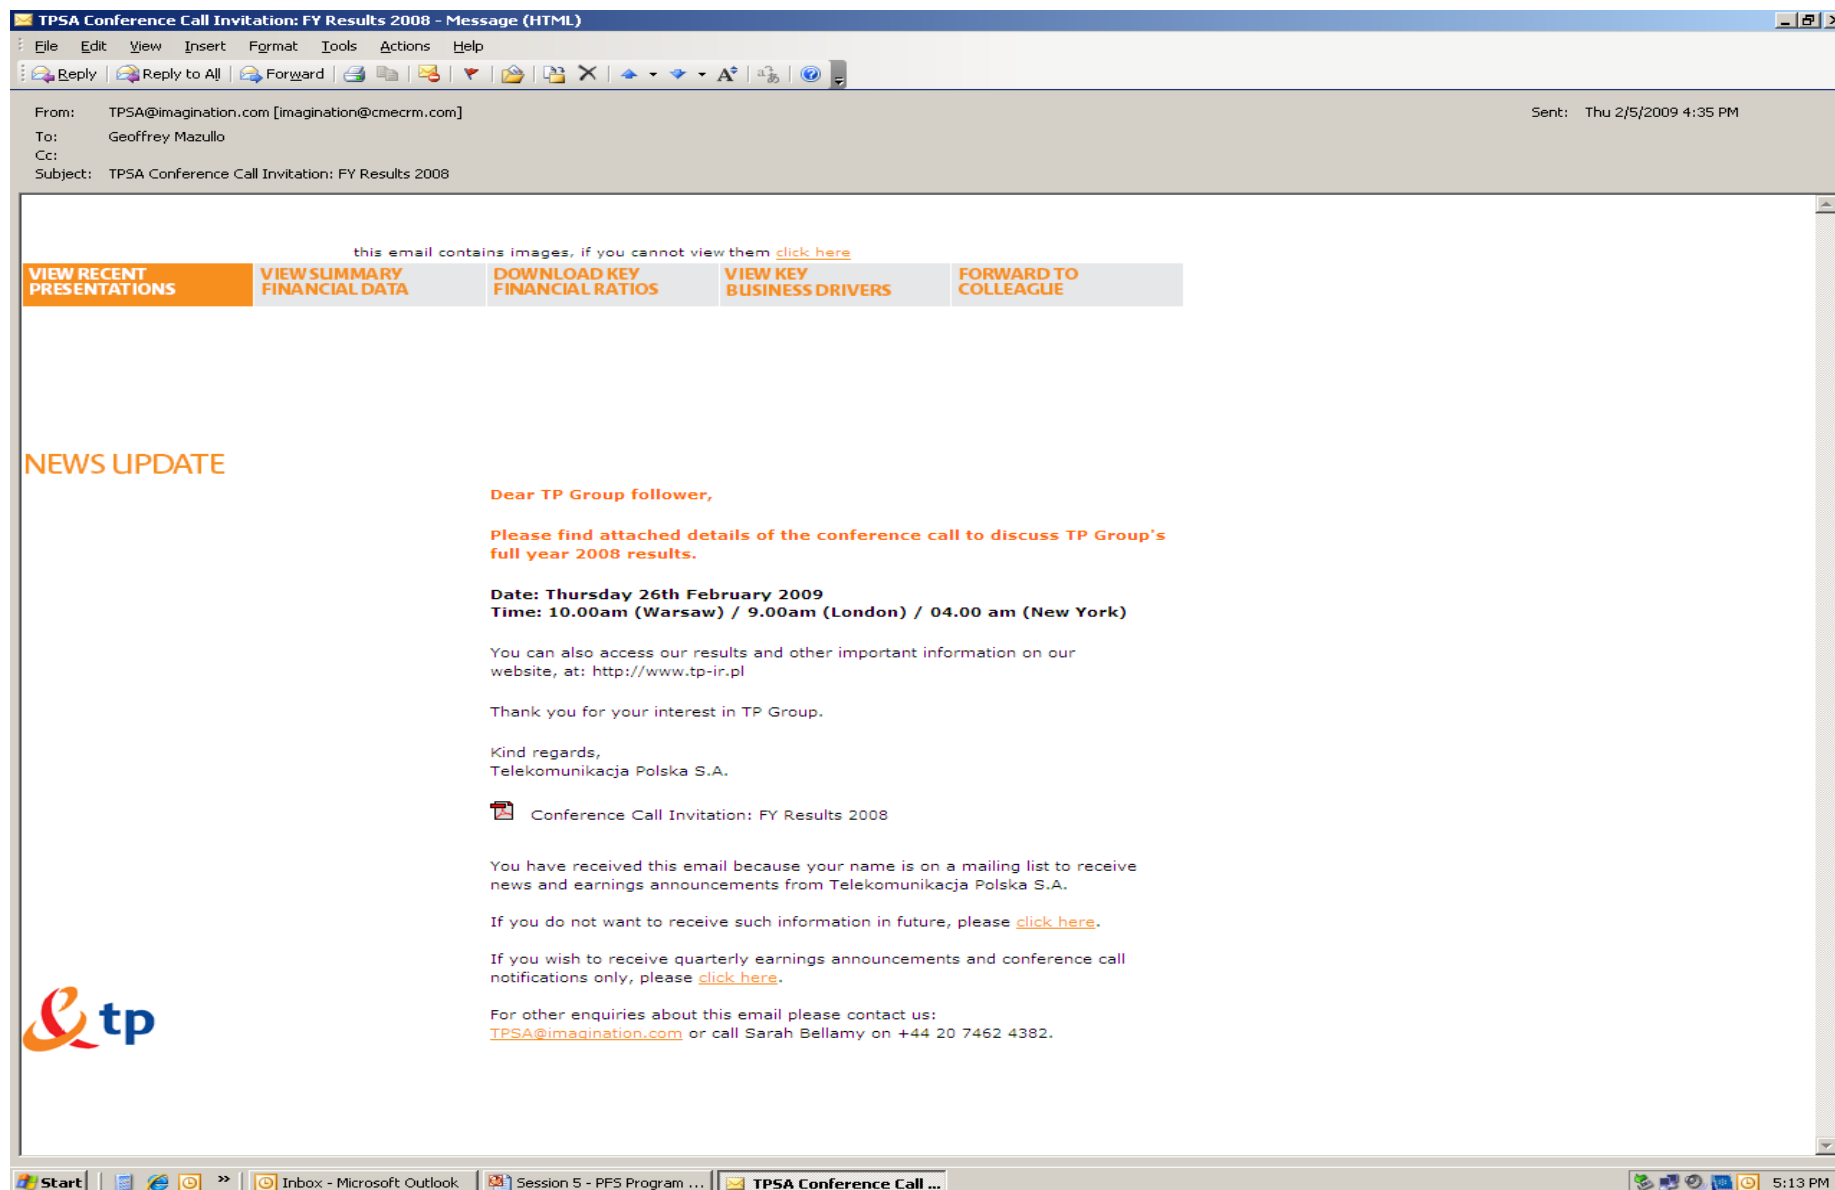 TPSA Conference Call Invitation: FY Results 2008 - Message (HTML)
File Edit View Insert Format Tools Actions Help
Reply Reply to All Forward
From: TPSA@imagination.com [imagination@cmecrm.com] Sent: Thu 2/5/2009 4:35 PM
To: Geoffrey Mazullo
Cc:
Subject: TPSA Conference Call Invitation: FY Results 2008
this email contains images, if you cannot view them click here
VIEW RECENT PRESENTATIONS
VIEW SUMMARY FINANCIAL DATA
DOWNLOAD KEY FINANCIAL RATIOS
VIEW KEY BUSINESS DRIVERS
FORWARD TO COLLEAGUE
NEWS UPDATE
Dear TP Group follower,
Please find attached details of the conference call to discuss TP Group's
full year 2008 results.
Date: Thursday 26th February 2009
Time: 10.00am (Warsaw) / 9.00am (London) / 04.00 am (New York)
You can also access our results and other important information on our
website, at: http://www.tp-ir.pl
Thank you for your interest in TP Group.
Kind regards,
Telekomunikacja Polska S.A.
Conference Call Invitation: FY Results 2008
You have received this email because your name is on a mailing list to receive
news and earnings announcements from Telekomunikacja Polska S.A.
If you do not want to receive such information in future, please click here.
If you wish to receive quarterly earnings announcements and conference call
notifications only, please click here.
For other enquiries about this email please contact us:
TPSA@imagination.com or call Sarah Bellamy on +44 20 7462 4382.
tp
Start Inbox - Microsoft Outlook Session 5 - PFS Program ... TPSA Conference Call ... 5:13 PM